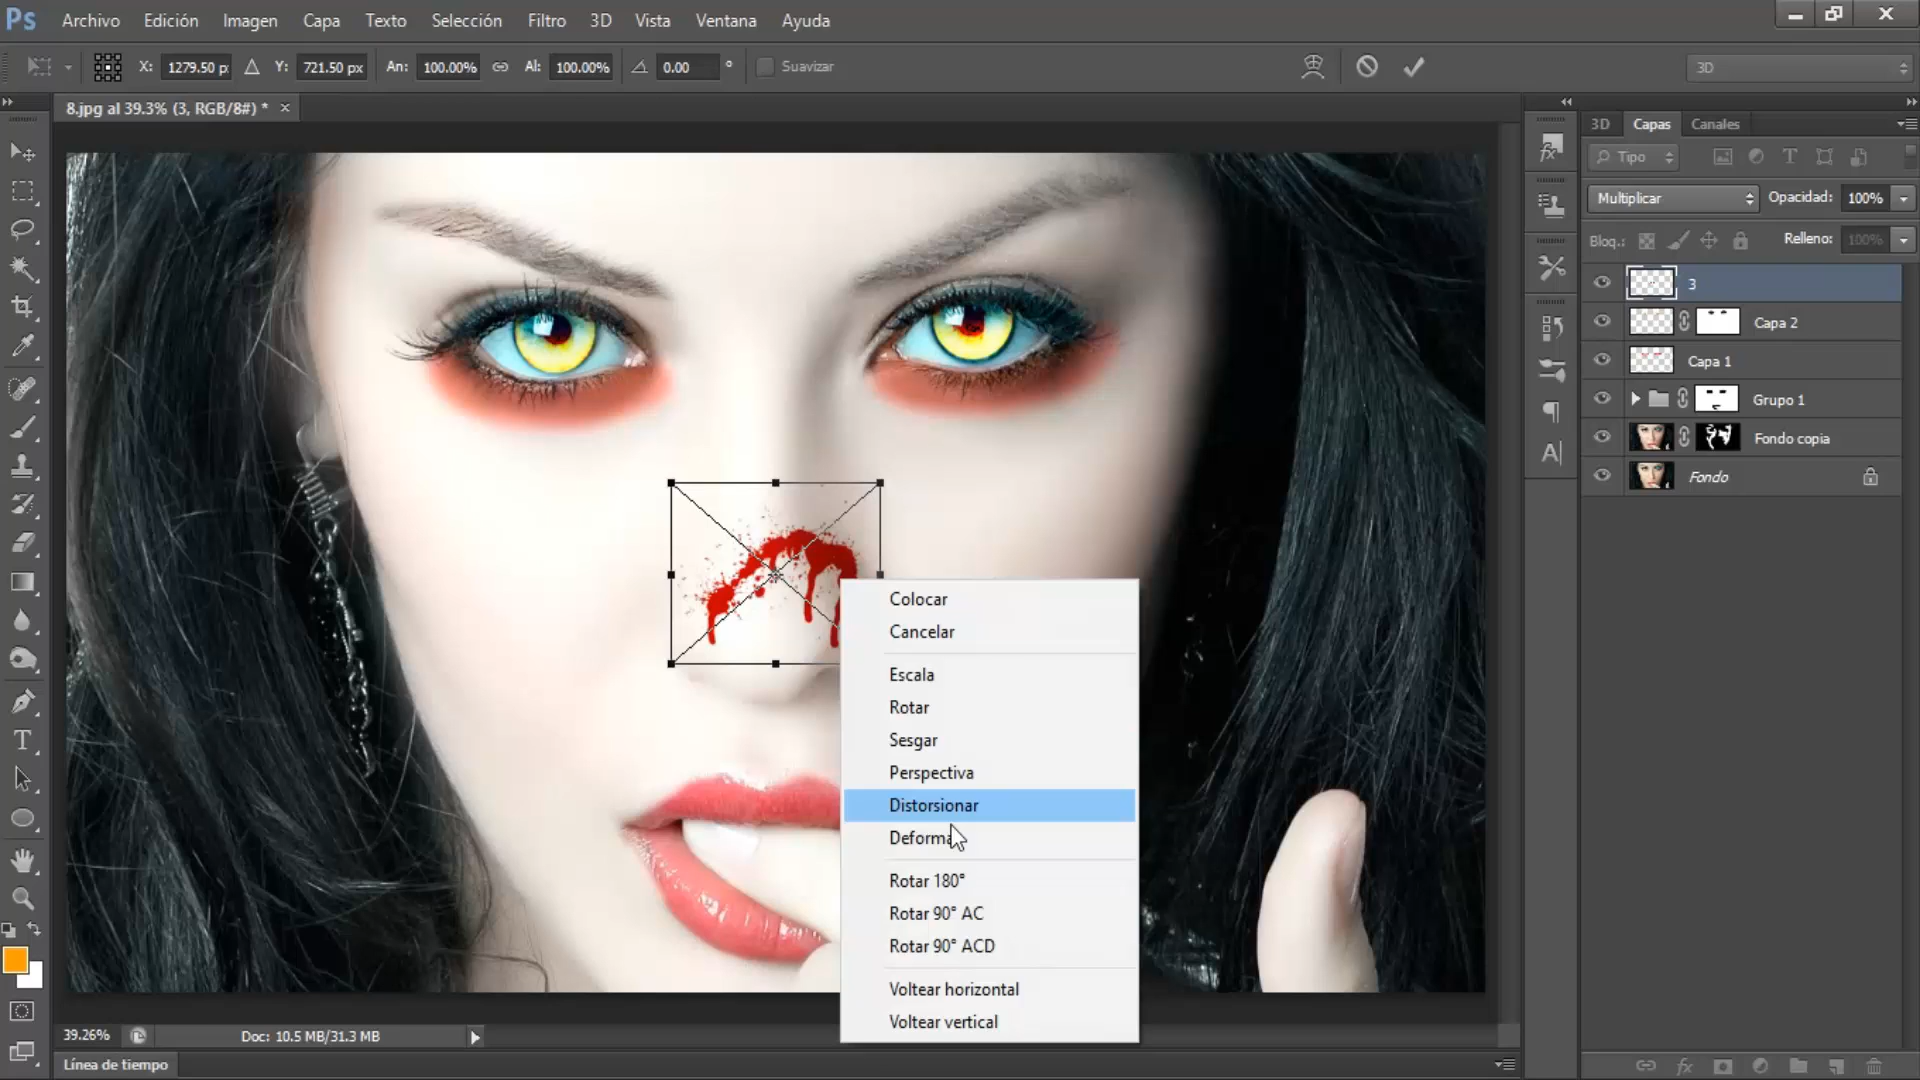 Ps Archivo Edición Imagen Capa Texto Selección Filtro 3D Vista Ventana Ayuda
X: 1279.50 p Y: 721.50 px An: 100.00% Al: 100.00% 0.00 ° Suavizar 3D
8.jpg al 39.3% (3, RGB/8#) * ×
3D Capas Canales
Tipo
Multiplicar Opacidad: 100%
Bloq.: Relleno: 100%
3
Capa 2
Capa 1
Grupo 1
Fondo copia
Fondo
Colocar
Cancelar
Escala
Rotar
Sesgar
Perspectiva
Distorsionar
Deforma
Rotar 180°
Rotar 90° AC
Rotar 90° ACD
Voltear horizontal
Voltear vertical
39.26% Doc: 10.5 MB/31.3 MB
Línea de tiempo